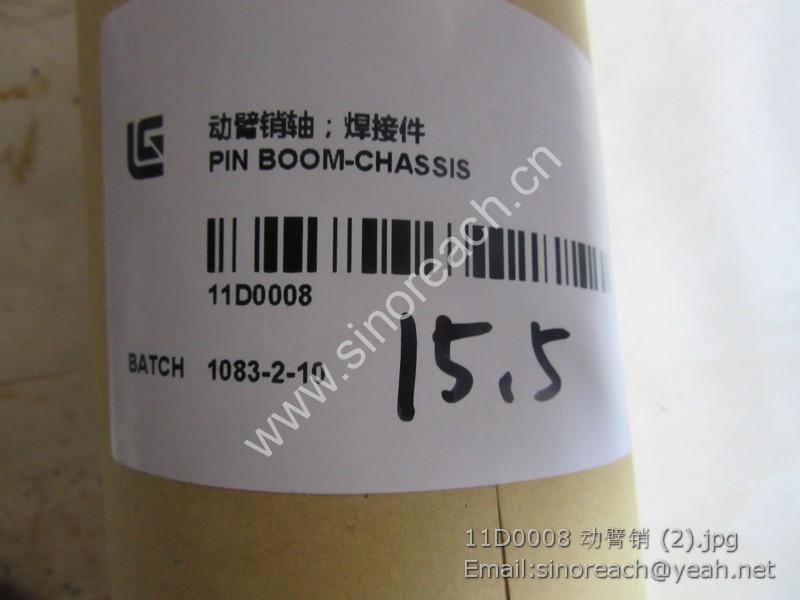 LG
动臂销轴；焊接件
PIN BOOM-CHASSIS
11D0008
BATCH 1083-2-10
15.5
www.sinoreach.cn
11D0008 动臂销 (2).jpg
Email:sinoreach@yeah.net